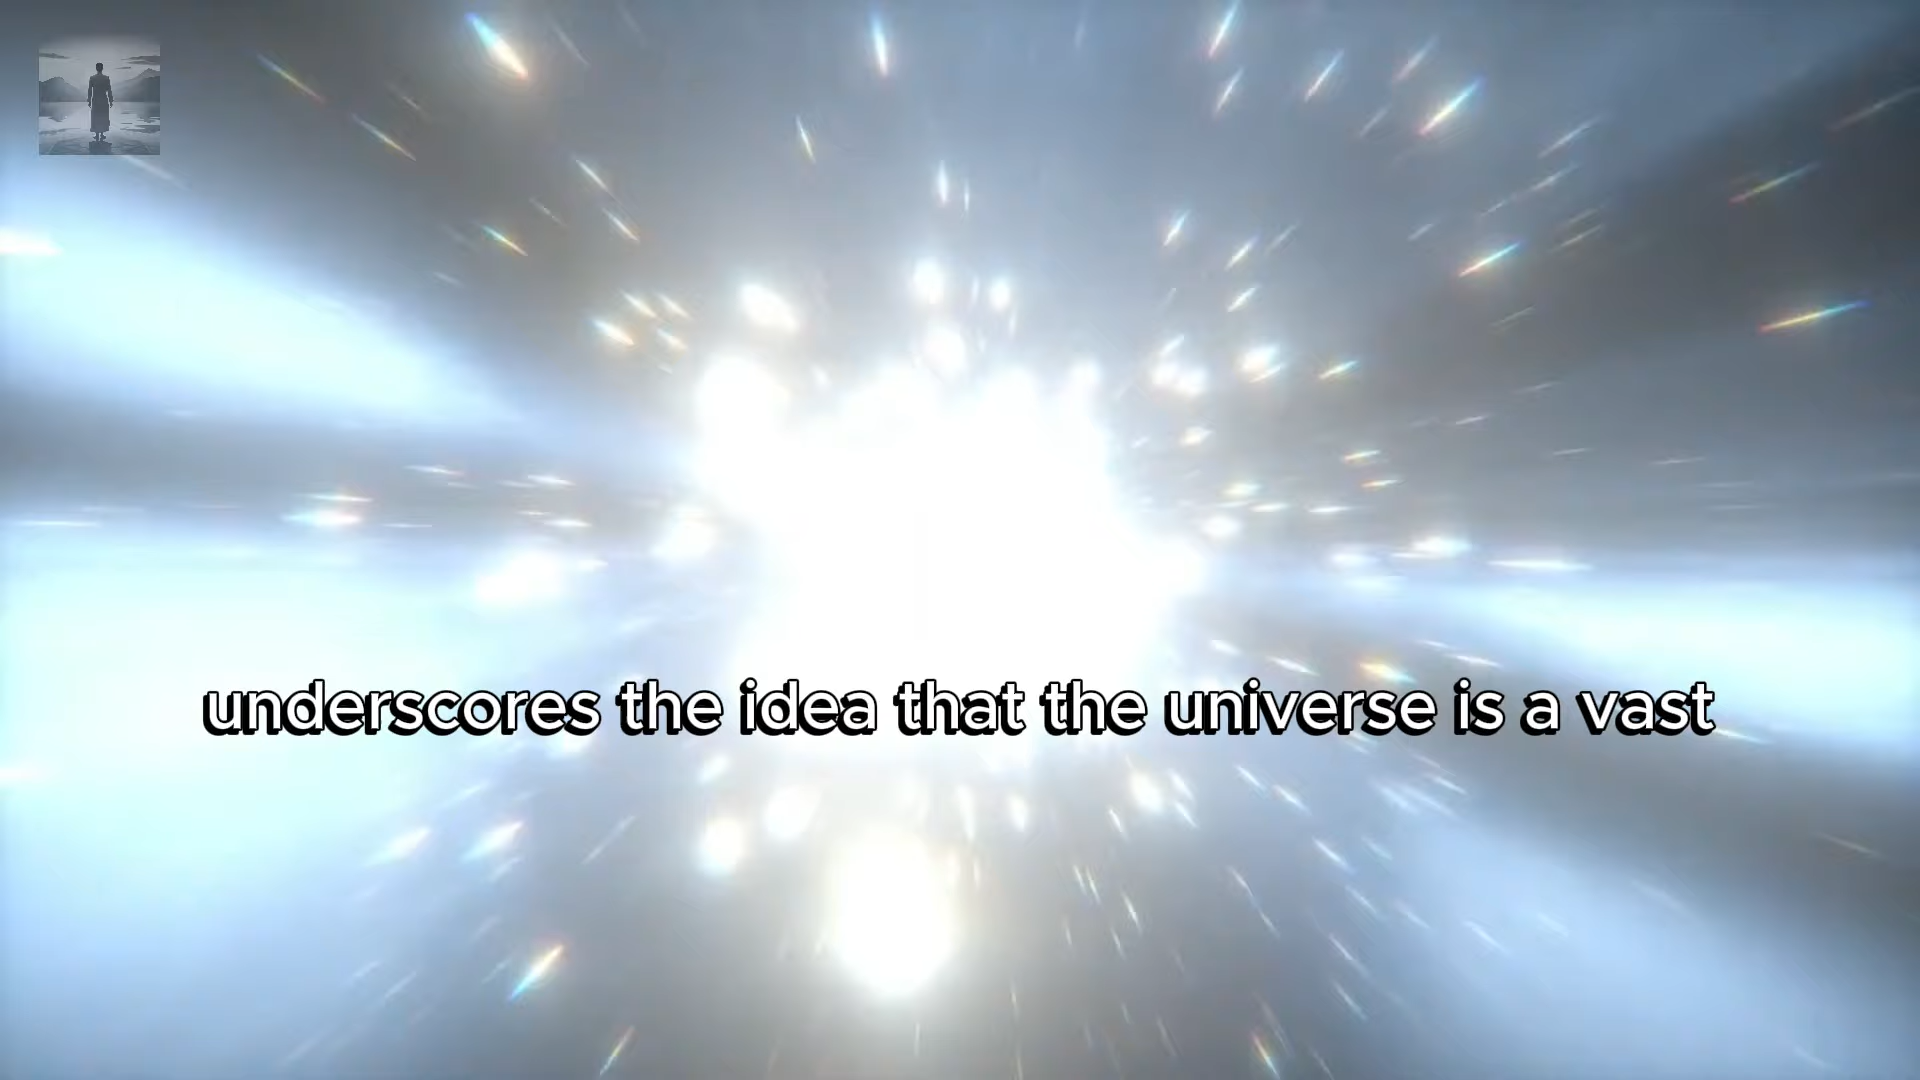 underscores the idea that the universe is a vast